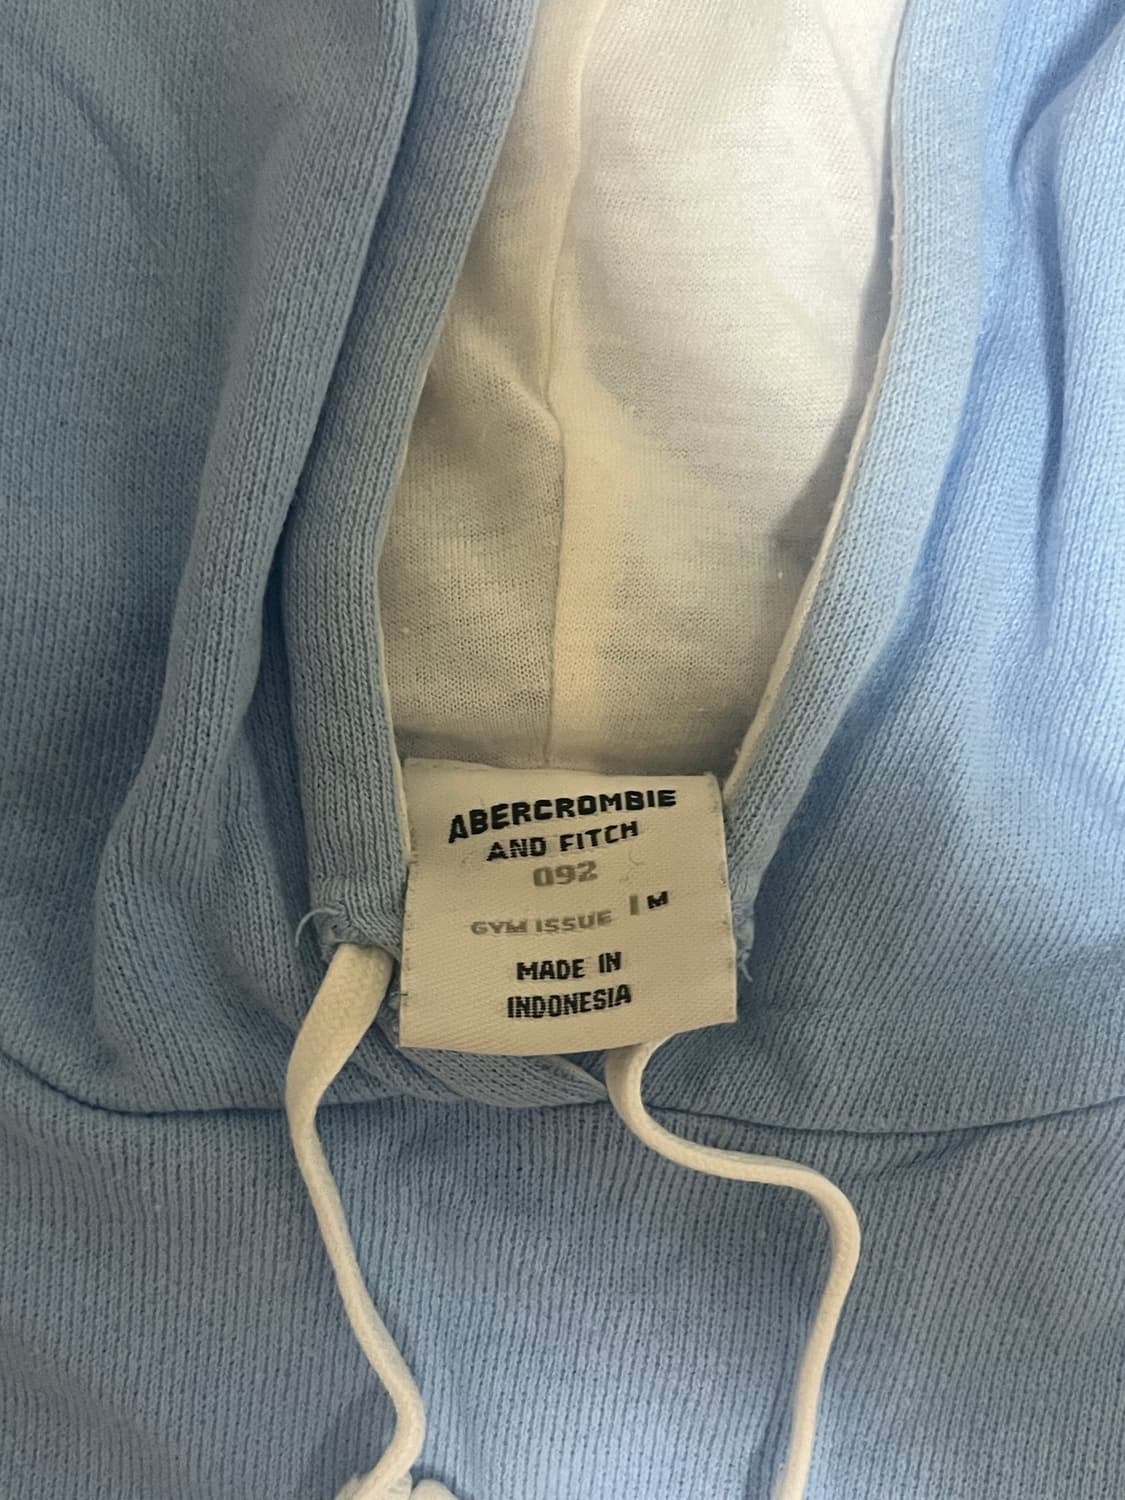 ABERCROMBIE
AND FITCH
092
GYM ISSUE | M
MADE IN
INDONESIA